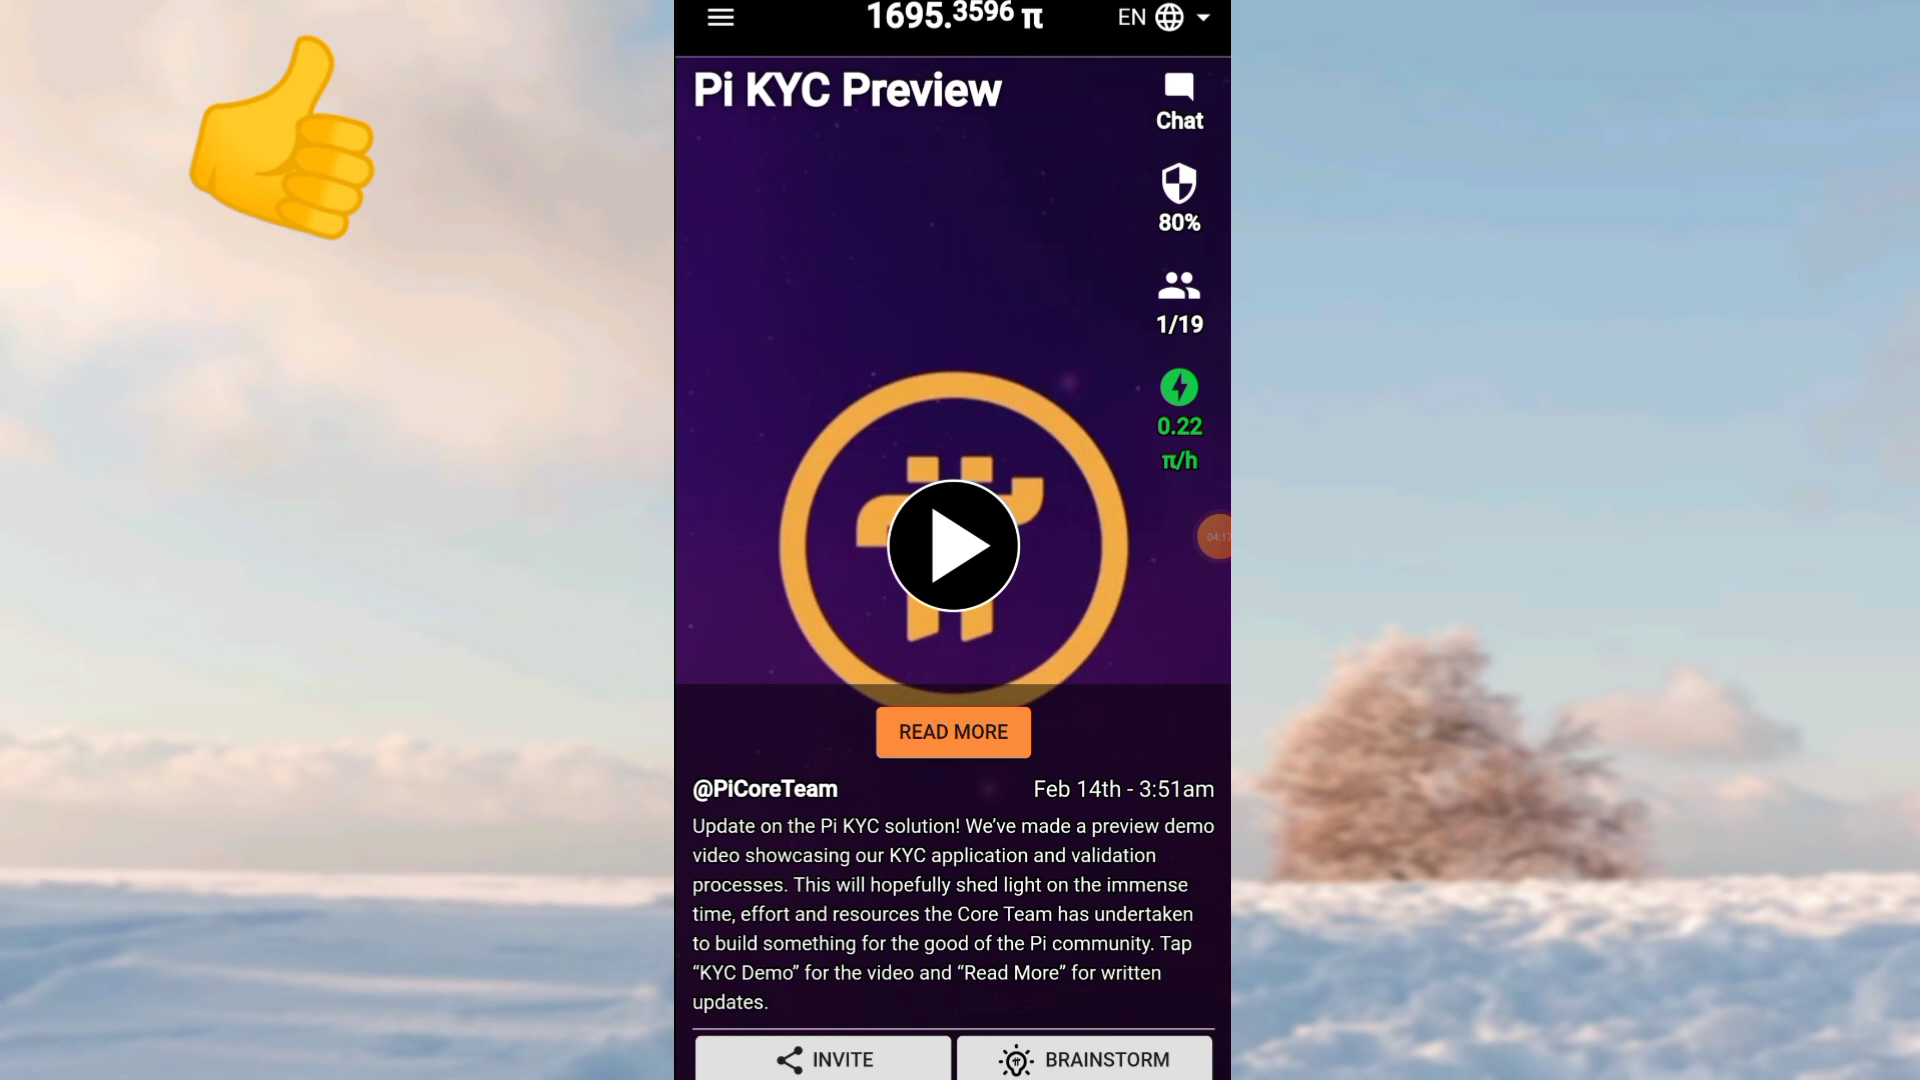 1695.3596 π
EN
Pi KYC Preview
Chat
80%
1/19
0.22
π/h
04:17
READ MORE
@PiCoreTeam
Feb 14th - 3:51am
Update on the Pi KYC solution! We’ve made a preview demo
video showcasing our KYC application and validation
processes. This will hopefully shed light on the immense
time, effort and resources the Core Team has undertaken
to build something for the good of the Pi community. Tap
“KYC Demo” for the video and “Read More” for written
updates.
INVITE
BRAINSTORM